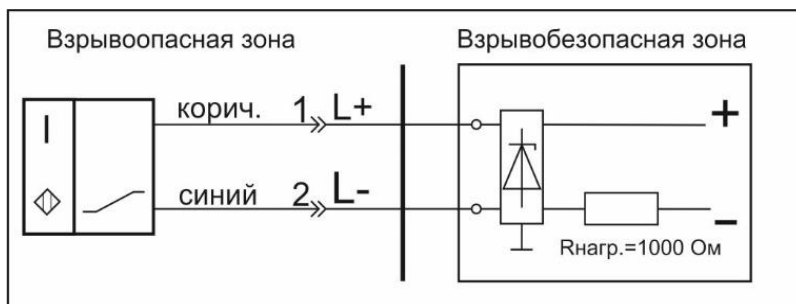 Взрывоопасная зона
Взрывобезопасная зона
I
корич. 1 L+
+
синий 2 L-
–
Rнагр.=1000 Ом